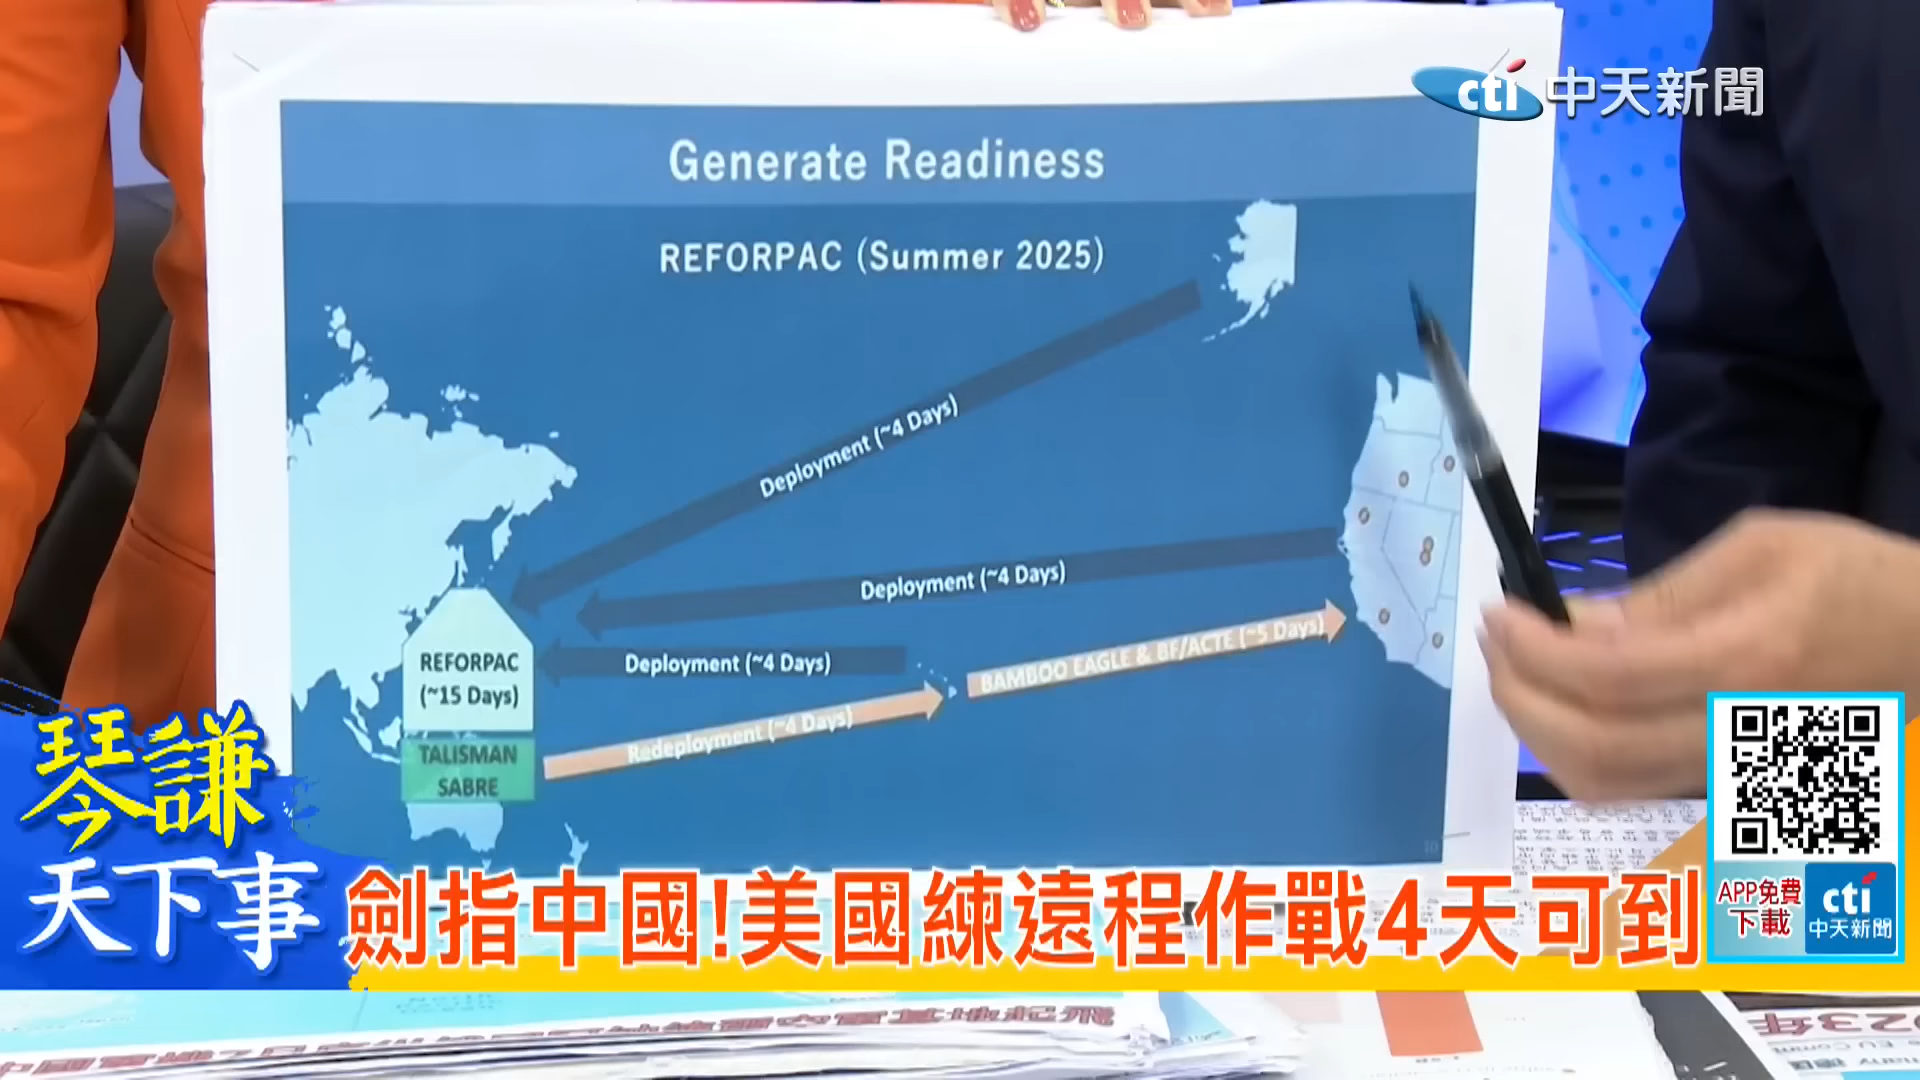 cti 中天新聞
Generate Readiness
REFORPAC (Summer 2025)
Deployment (~4 Days)
Deployment (~4 Days)
Deployment (~4 Days)
BAMBOO EAGLE & BF/ACTE (~5 Days)
Redeployment (~4 Days)
REFORPAC
(~15 Days)
TALISMAN
SABRE
10
琴謙
天下事
劍指中國!美國練遠程作戰4天可到
APP免費
下載
cti
中天新聞